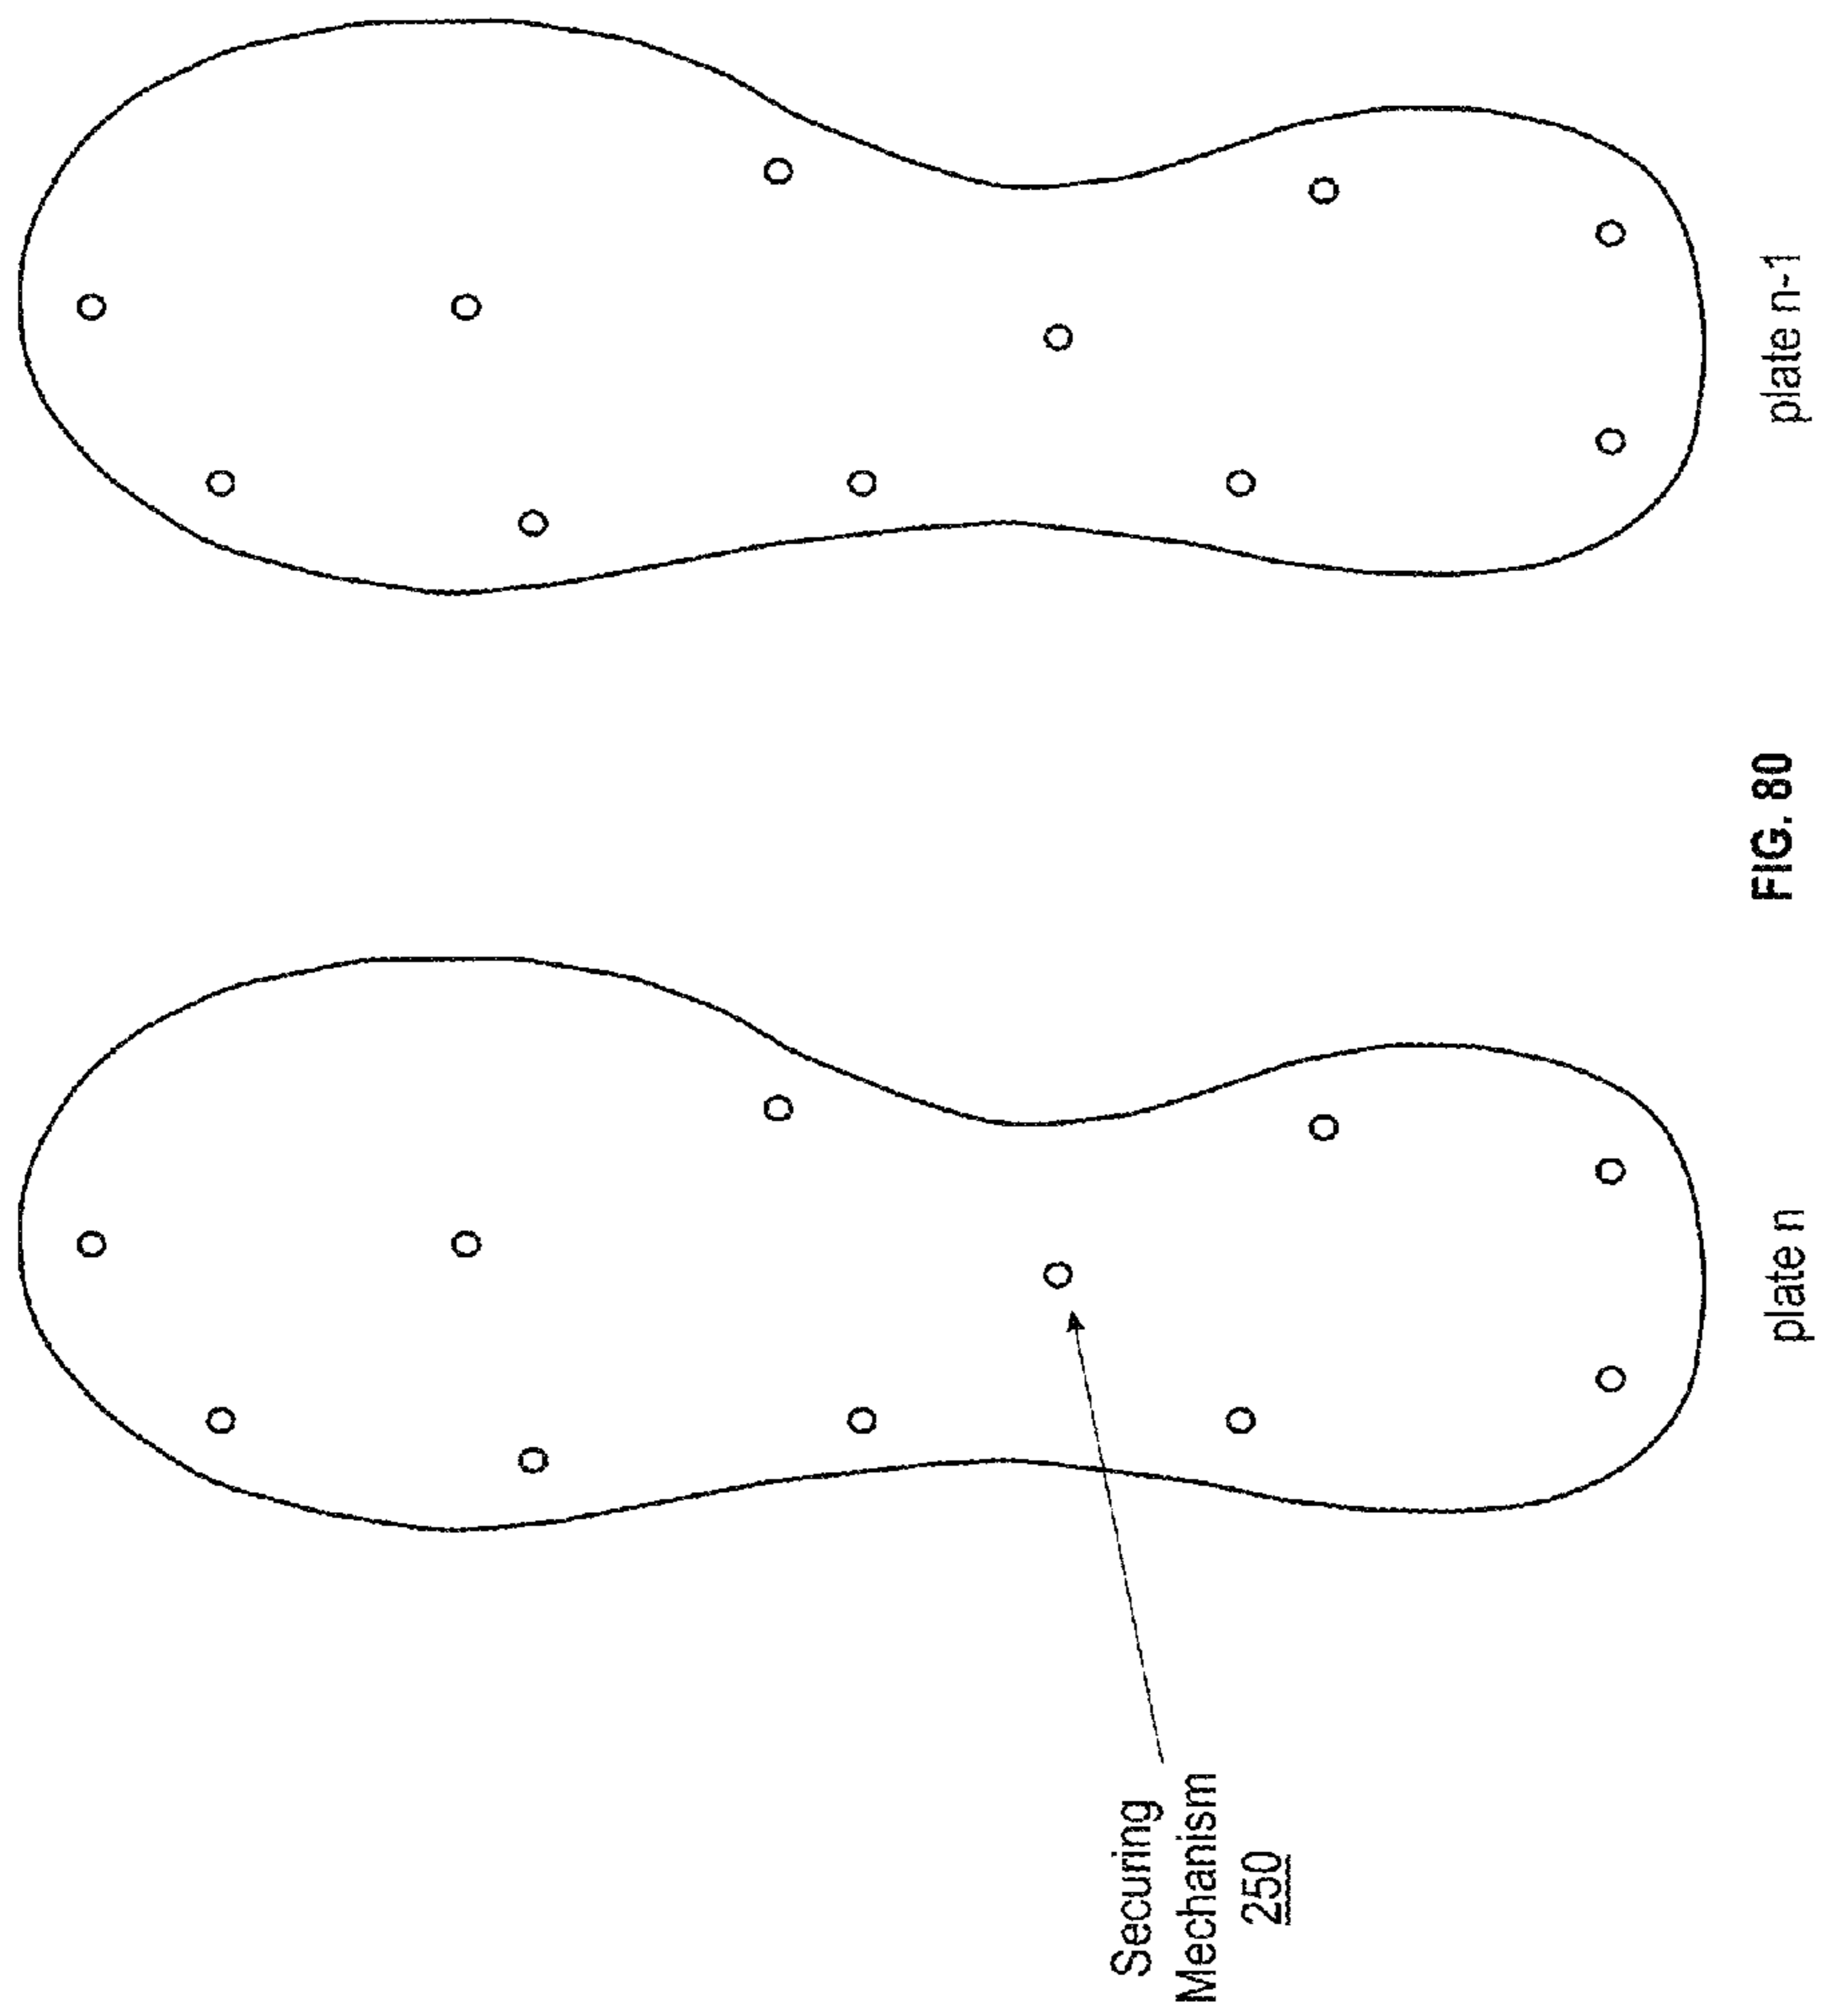 Securing
Mechanism
250
plate n
plate n-1
FIG. 80